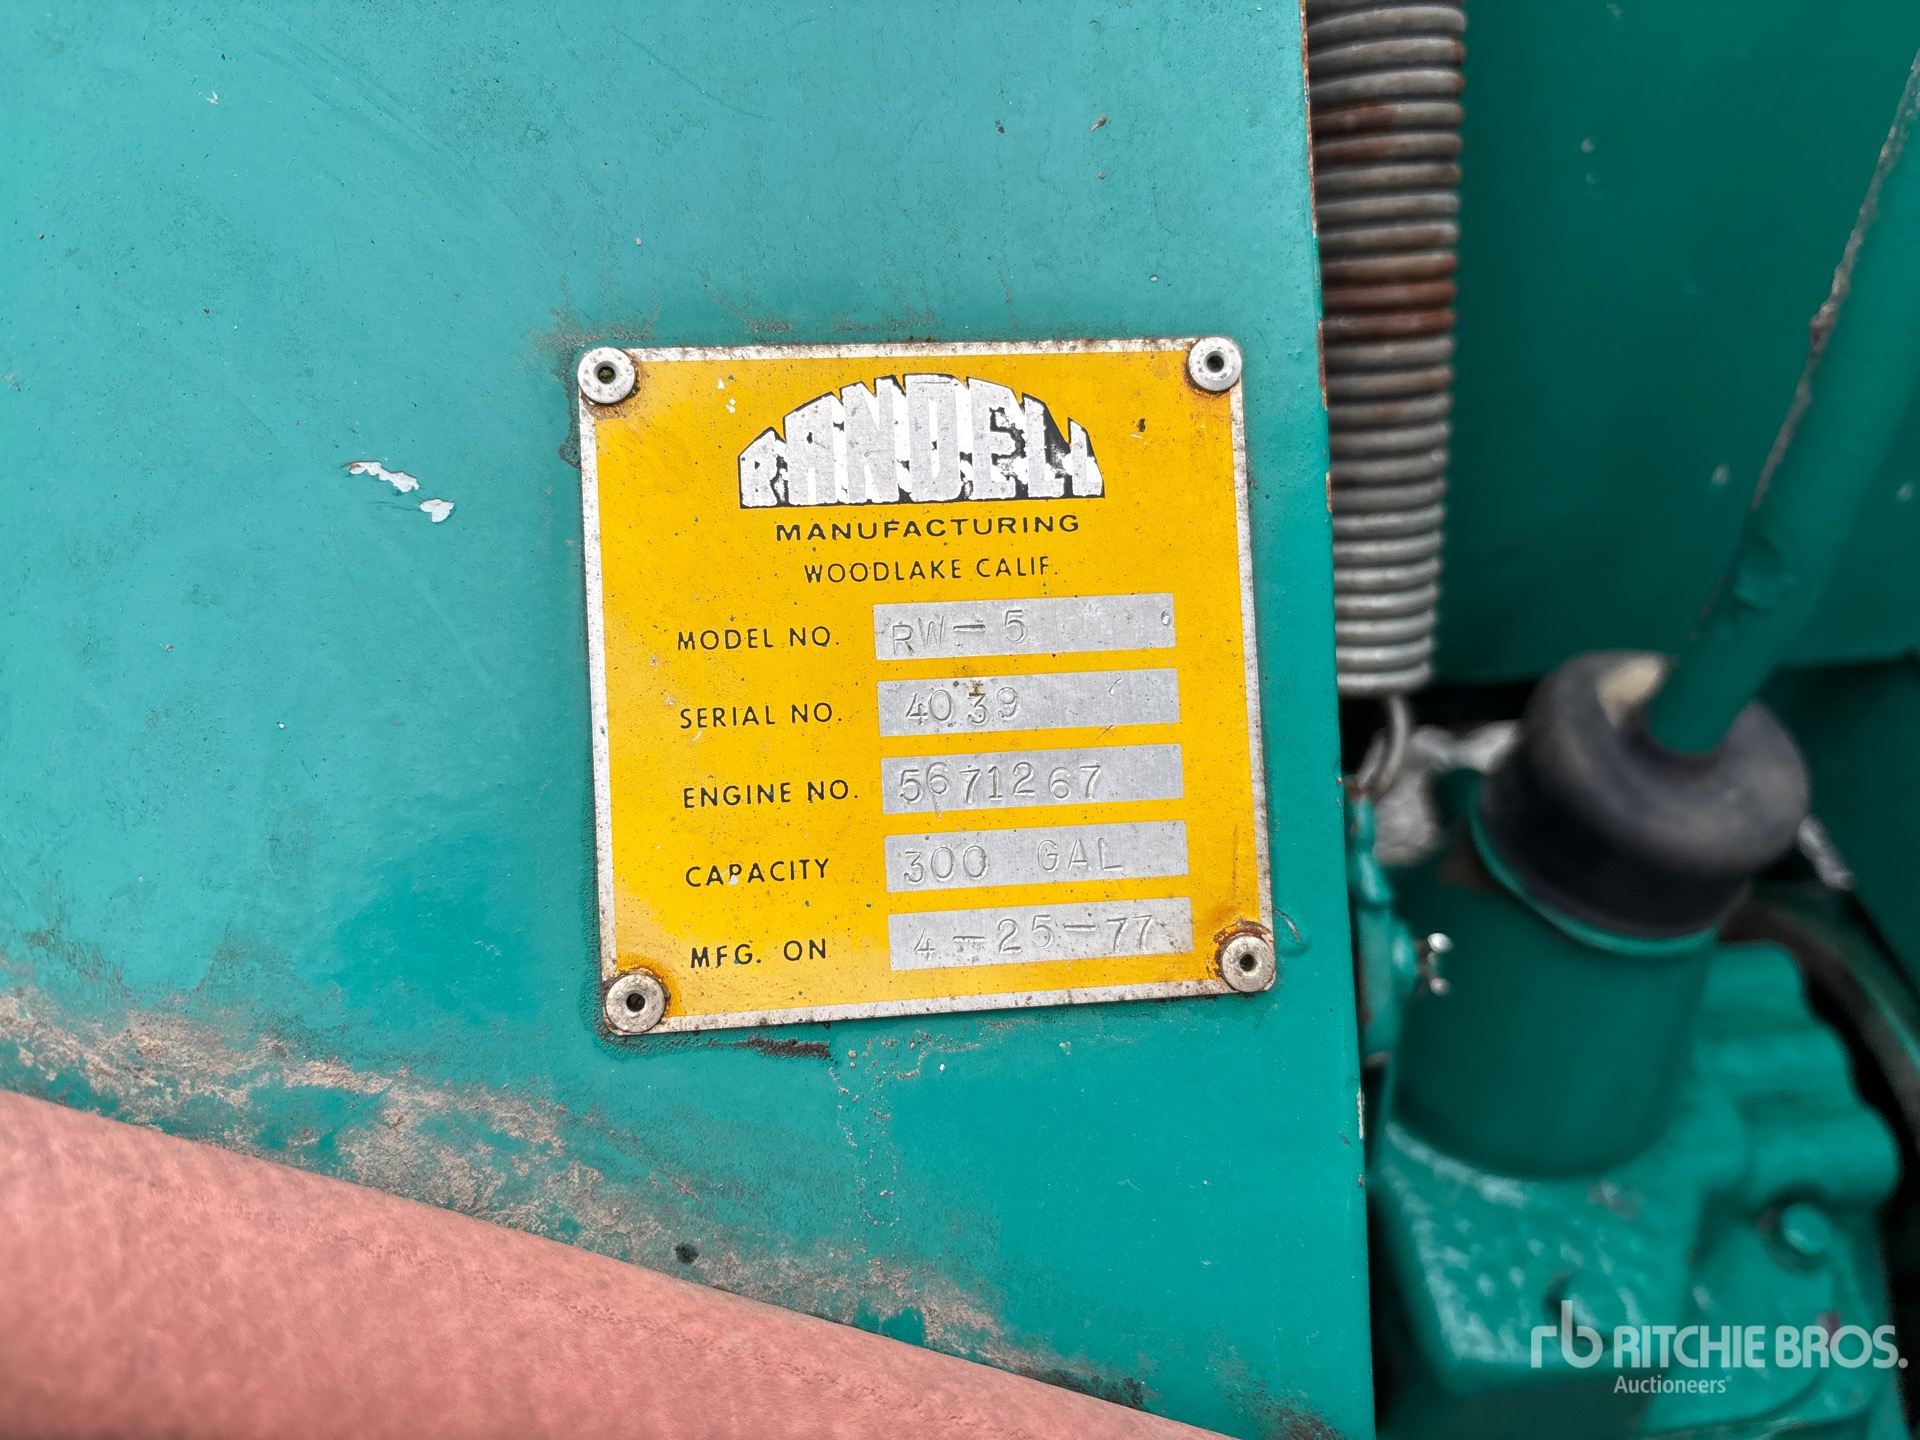 RANDELL
MANUFACTURING
WOODLAKE CALIF.
MODEL NO. RW-5
SERIAL NO. 4039
ENGINE NO. 5671267
CAPACITY 300 GAL
MFG. ON 4-25-77
rb RITCHIE BROS.
Auctioneers